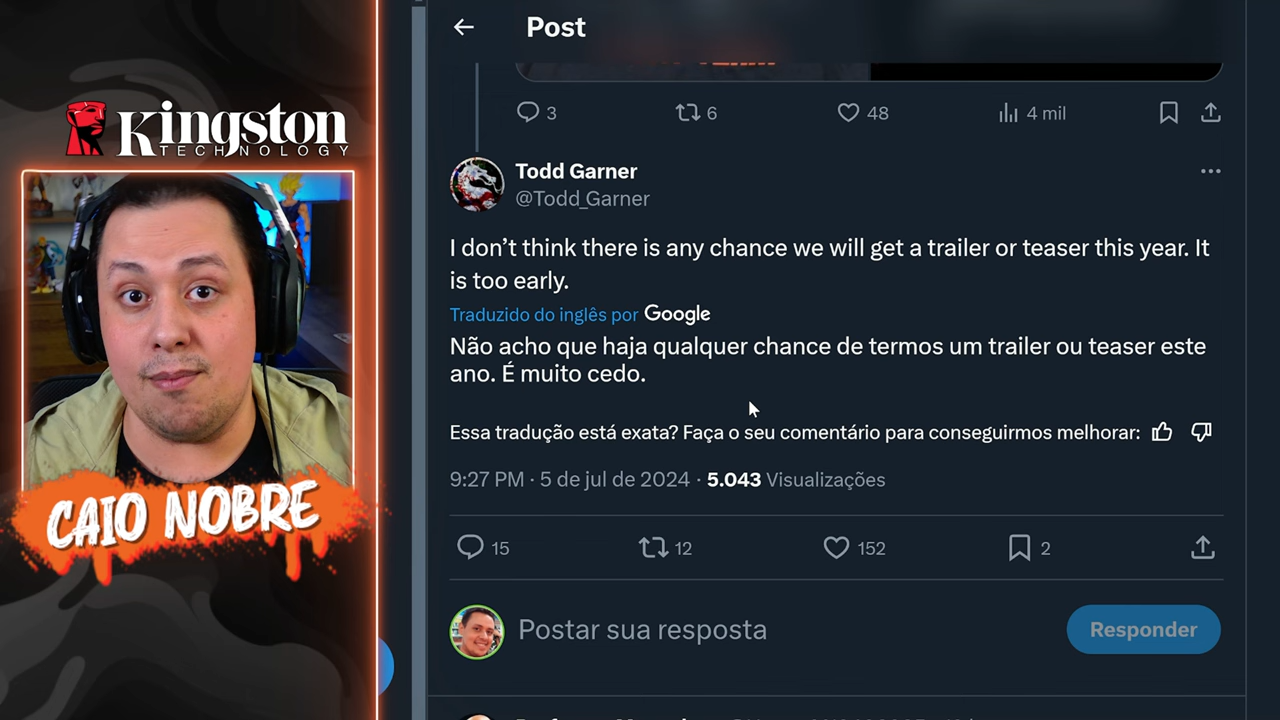 Kingston
TECHNOLOGY
CAIO NOBRE
Post
3
6
48
4 mil
Todd Garner
@Todd_Garner
I don’t think there is any chance we will get a trailer or teaser this year. It
is too early.
Traduzido do inglês por Google
Não acho que haja qualquer chance de termos um trailer ou teaser este
ano. É muito cedo.
Essa tradução está exata? Faça o seu comentário para conseguirmos melhorar:
9:27 PM · 5 de jul de 2024 · 5.043 Visualizações
15
12
152
2
Postar sua resposta
Responder